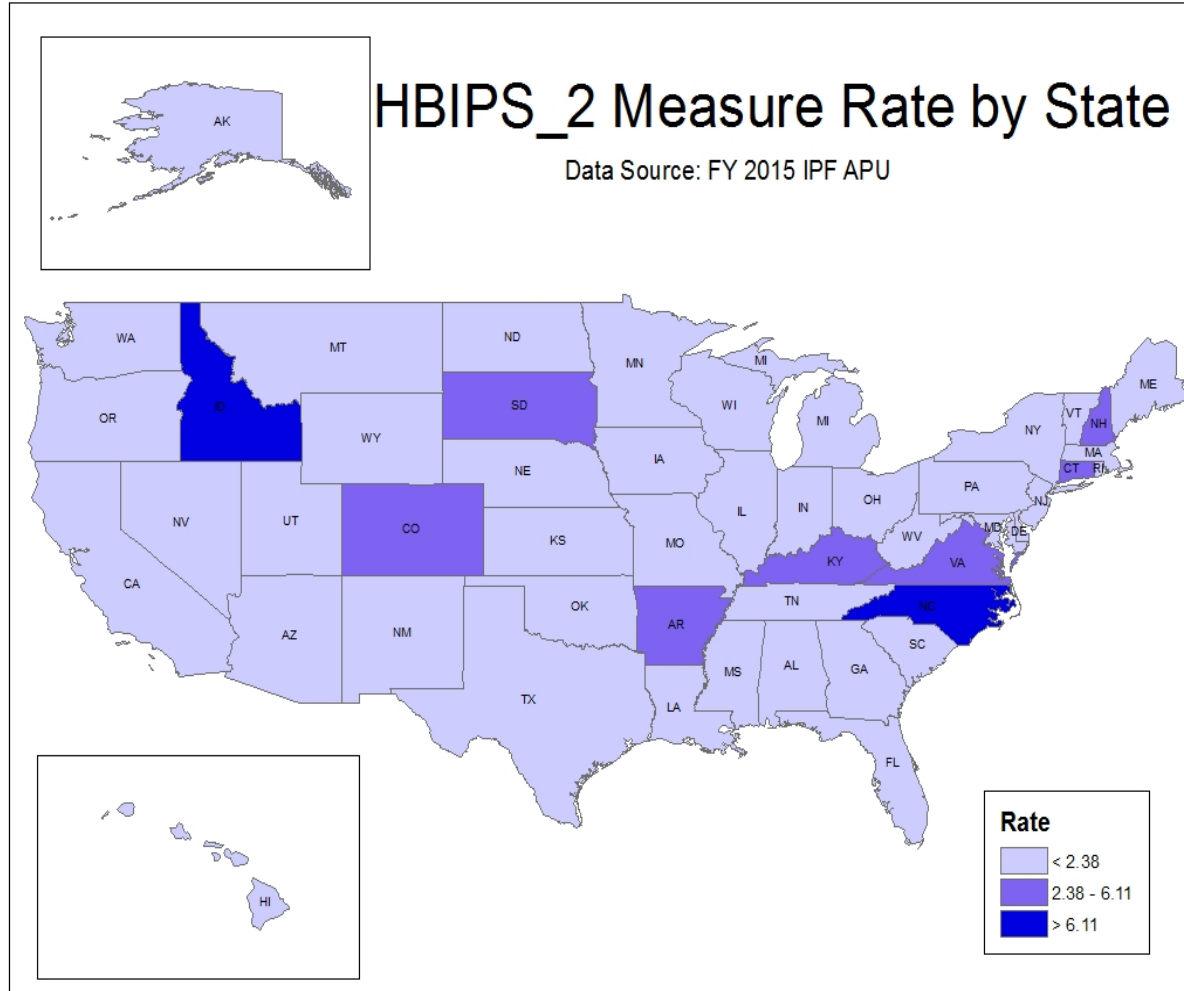 HBIPS_2 Measure Rate by State
Data Source: FY 2015 IPF APU
AK
WA
MT
ND
MN
MI
ME
OR
ID
SD
WI
MI
NY
VT
NH
WY
MA
IA
CT
RI
NE
PA
NJ
NV
UT
CO
IL
IN
OH
MD
DE
KS
MO
WV
KY
VA
CA
OK
TN
NC
AZ
NM
AR
SC
MS
AL
GA
TX
LA
FL
HI
Rate
< 2.38
2.38 - 6.11
> 6.11